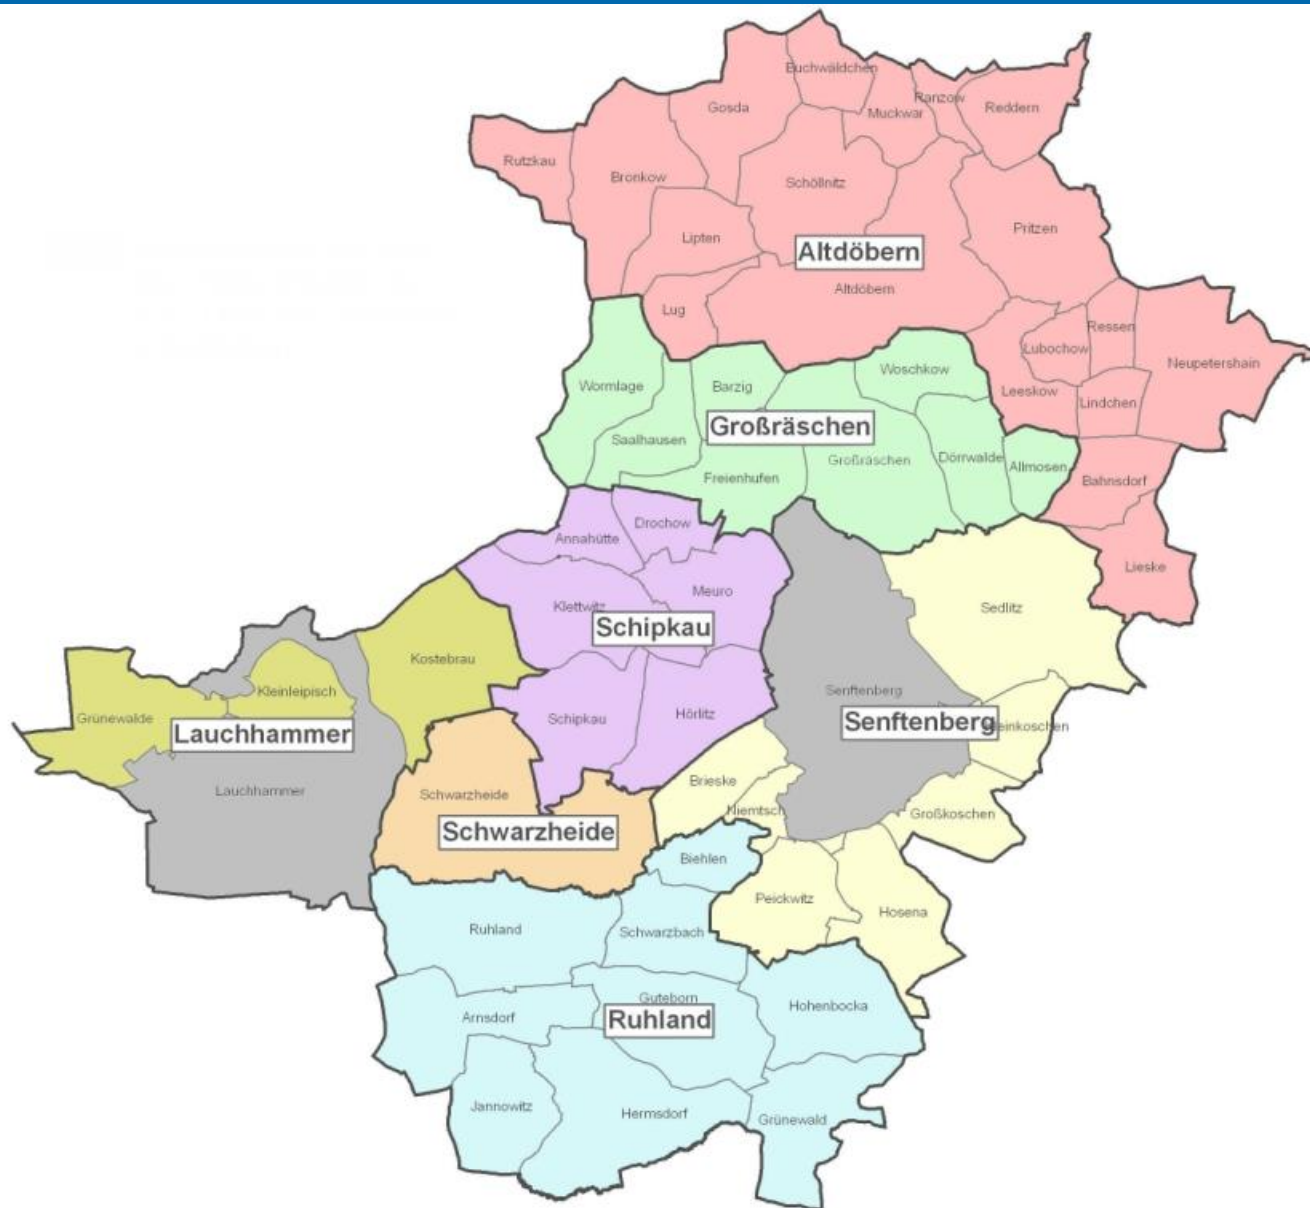 Buchwäldchen
Ranzow
Gosda
Muckwar
Reddern
Rutzkau
Bronkow
Schöllnitz
Lipten
Pritzen
Altdöbern
Altdöbern
Lug
Ressen
Lubochow
Neupetershain
Woschkow
Wormlage
Barzig
Leeskow
Lindchen
Großräschen
Saalhausen
Großräschen
Dörrwalde
Allmosen
Freienhufen
Bahnsdorf
Drochow
Annahütte
Lieske
Meuro
Klettwitz
Sedlitz
Schipkau
Kostebrau
Kleinleipisch
Senftenberg
Grünewalde
Schipkau
Hörlitz
Senftenberg
einkoschen
Lauchhammer
Brieske
Lauchhammer
Schwarzheide
Niemtsch
Großkoschen
Schwarzheide
Biehlen
Peickwitz
Hosena
Ruhland
Schwarzbach
Guteborn
Hohenbocka
Arnsdorf
Ruhland
Jannowitz
Hermsdorf
Grünewald